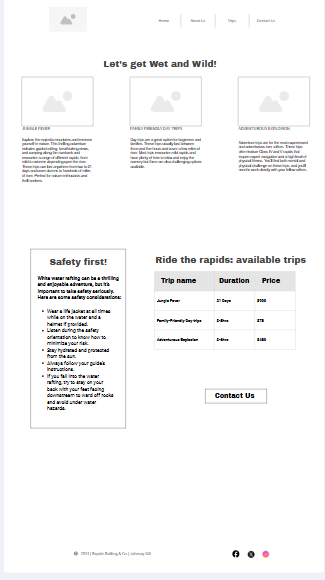 Home About Us Trips Contact Us
Let's get Wet and Wild!
JUNGLE FEVER
Explore the majestic mountains and immerse
yourself in nature. This thrilling adventure
includes guided rafting, breathtaking views,
and camping along the riverbank and
encounter a range of different rapids, from
mild to extreme depending upon the river.
These trips can last anywhere from two to 21
days and cover dozens to hundreds of miles
of river. Perfect for nature enthusiasts and
thrill-seekers.
FAMILY FRIENDLY/DAY TRIPS
Day trips are a great option for beginners and
families. These trips usually last between
three and five hours and cover a few miles of
river. Most trips encounter mild rapids and
have plenty of time to relax and enjoy the
scenery but there are also challenging options
available.
ADVENTUROUS EXPLOSION
Adventurous trips are for the most experienced
and adventurous river rafters. These trips
often feature Class IV and V rapids that
require expert navigation and a high level of
physical fitness. You'll find both mental and
physical challenge on these trips, and you'll
need to work closely with your fellow rafters.
Safety first!
White water rafting can be a thrilling
and enjoyable adventure, but it's
important to take safety seriously.
Here are some safety considerations:
• Wear a life jacket at all times
while on the water and a
helmet if provided.
• Listen during the safety
orientation to know how to
minimize your risk.
• Stay hydrated and protected
from the sun.
• Always follow your guide's
instructions.
• If you fall into the water
rafting, try to stay on your
back with your feet facing
downstream to ward off rocks
and avoid under water
hazards.
Ride the rapids: available trips
Trip name Duration Price
Jungle Fever 21 Days
Family-Friendly Day trips 3-5hrs $75
Adventurous Explosion
Contact Us
© 2024 | Rapids Rafting & Co | Johnny Gill